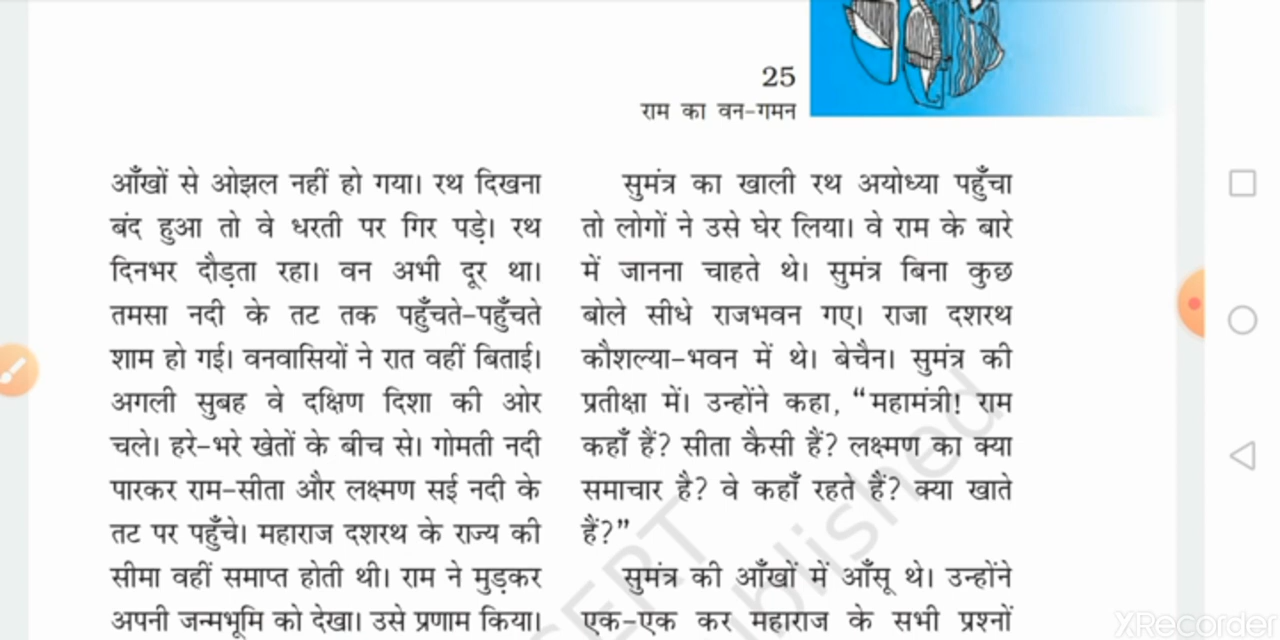 25
राम का वन-गमन
आँखों से ओझल नहीं हो गया। रथ दिखना
बंद हुआ तो वे धरती पर गिर पड़े। रथ
दिनभर दौड़ता रहा। वन अभी दूर था।
तमसा नदी के तट तक पहुँचते-पहुँचते
शाम हो गई। वनवासियों ने रात वहीं बिताई।
अगली सुबह वे दक्षिण दिशा की ओर
चले। हरे-भरे खेतों के बीच से। गोमती नदी
पारकर राम-सीता और लक्ष्मण सई नदी के
तट पर पहुँचे। महाराज दशरथ के राज्य की
सीमा वहीं समाप्त होती थी। राम ने मुड़कर
अपनी जन्मभूमि को देखा। उसे प्रणाम किया।
सुमंत्र का खाली रथ अयोध्या पहुँचा
तो लोगों ने उसे घेर लिया। वे राम के बारे
में जानना चाहते थे। सुमंत्र बिना कुछ
बोले सीधे राजभवन गए। राजा दशरथ
कौशल्या-भवन में थे। बेचैन। सुमंत्र की
प्रतीक्षा में। उन्होंने कहा, “महामंत्री! राम
कहाँ हैं? सीता कैसी हैं? लक्ष्मण का क्या
समाचार है? वे कहाँ रहते हैं? क्या खाते
हैं?”
सुमंत्र की आँखों में आँसू थे। उन्होंने
एक-एक कर महाराज के सभी प्रश्नों
XRecorder